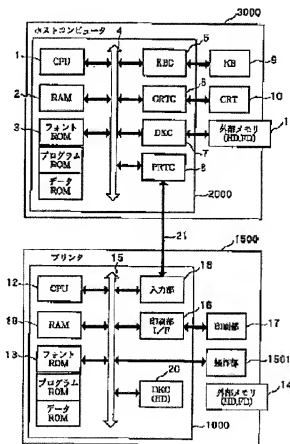 3000
ホストコンピュータ
4
5
1
CPU
KBC
KB
9
6
2
RAM
CRTC
CRT
10
3
フォント
ROM
DKC
外部メモリ
(HD,FD)
7
プログラム
ROM
PRTC
8
データ
ROM
2000
21
1500
プリンタ
15
18
12
CPU
入力部
16
19
RAM
印刷部
I/F
印刷部
17
13
フォント
ROM
操作部
1501
20
プログラム
ROM
DKC
(HD)
外部メモリ
(HD,FD)
14
データ
ROM
1000